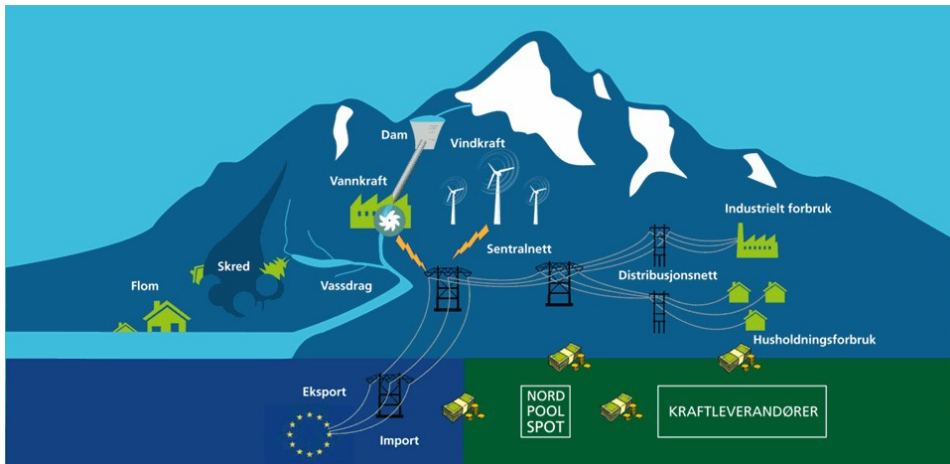 Dam
Vindkraft
Vannkraft
Industrielt forbruk
Sentralnett
Skred
Distribusjonsnett
Flom
Vassdrag
Husholdningsforbruk
Eksport
Import
NORD
POOL
SPOT
KRAFTLEVERANDØRER